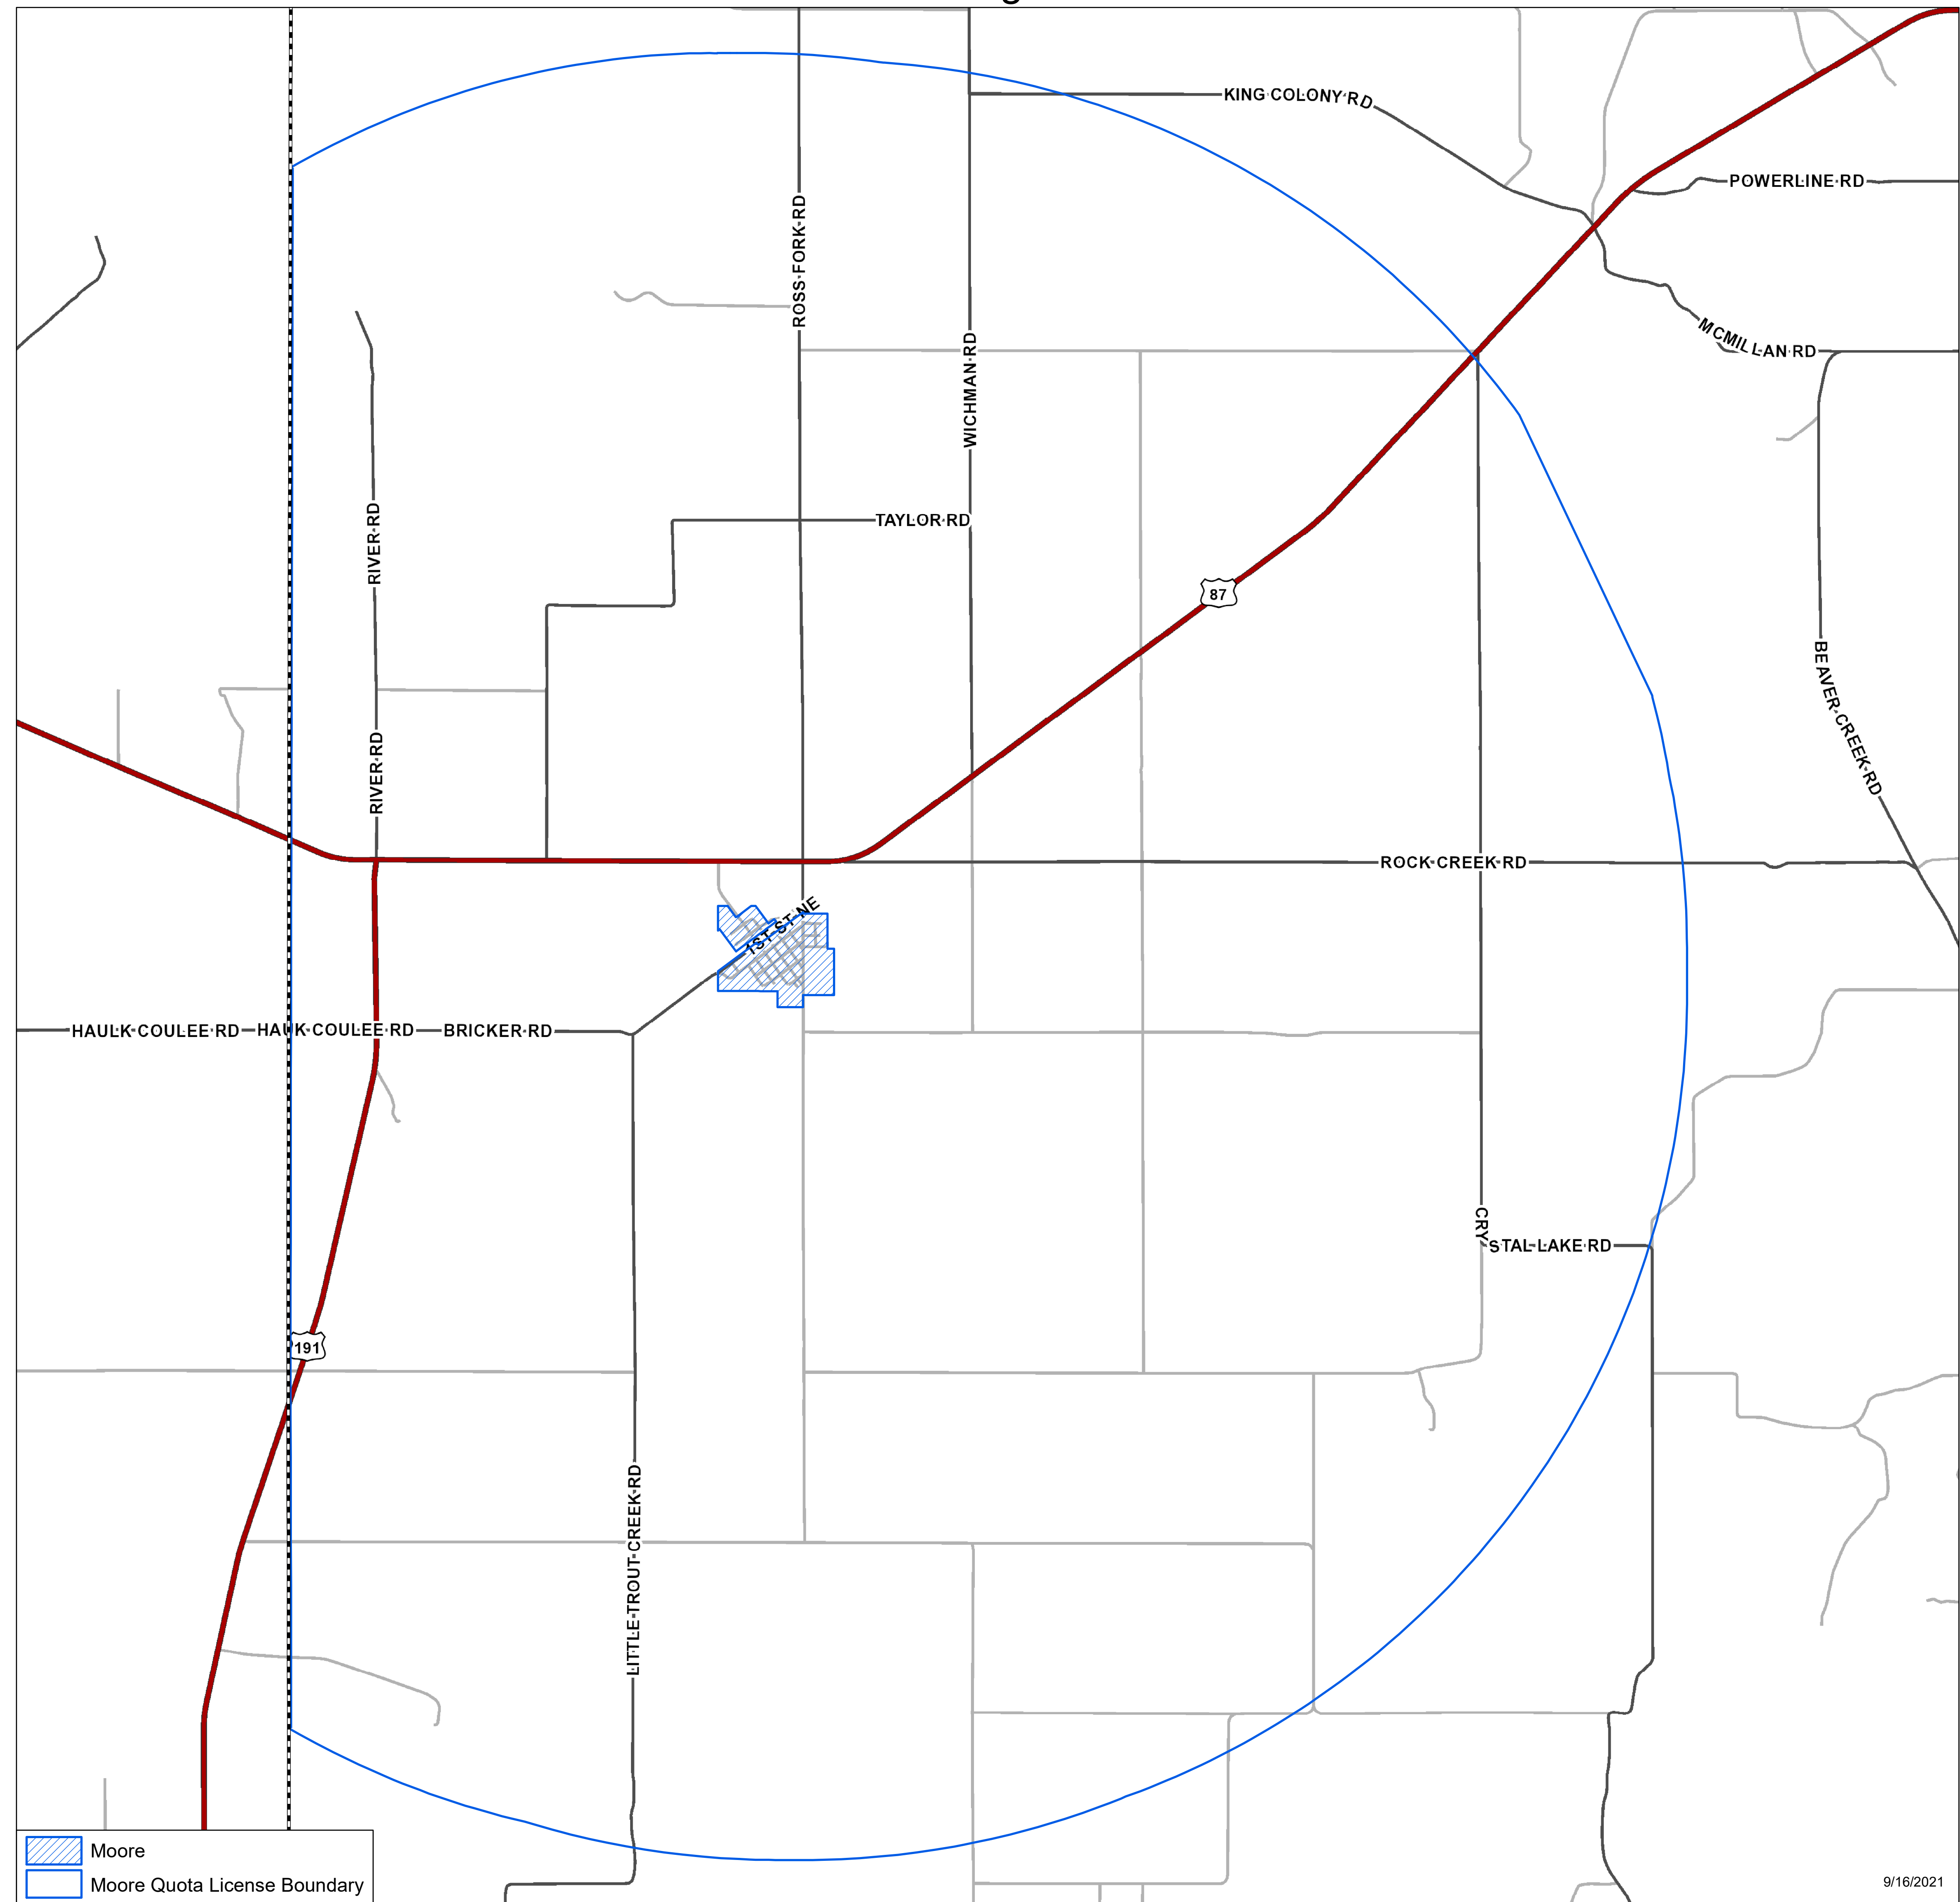 KING COLONY RD
POWERLINE RD
ROSS FORK RD
MCMILLAN RD
WICHMAN RD
RIVER RD
TAYLOR RD
87
BEAVER CREEK RD
RIVER RD
ROCK CREEK RD
1ST ST NE
HAULK COULEE RD
HAUK COULEE RD
BRICKER RD
CRYSTAL LAKE RD
191
LITTLE TROUT CREEK RD
Moore
Moore Quota License Boundary
9/16/2021